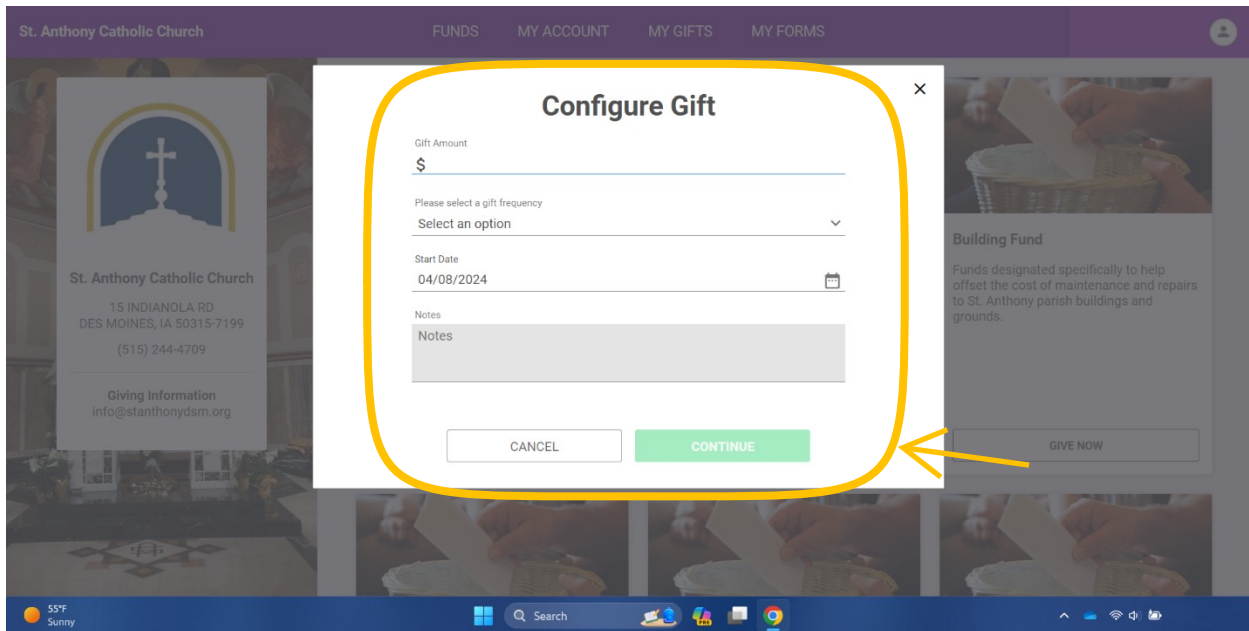 St. Anthony Catholic Church
FUNDS MY ACCOUNT MY GIFTS MY FORMS
St. Anthony Catholic Church
15 INDIANOLA RD
DES MOINES, IA 50315-7199
(515) 244-4709
Giving Information
info@stanthonydsm.org
Configure Gift
Gift Amount
$
Please select a gift frequency
Select an option
Start Date
04/08/2024
Notes
Notes
CANCEL CONTINUE
Building Fund
Funds designated specifically to help
offset the cost of maintenance and repairs
to St. Anthony parish buildings and
grounds.
GIVE NOW
55°F
Sunny
Search
PRE